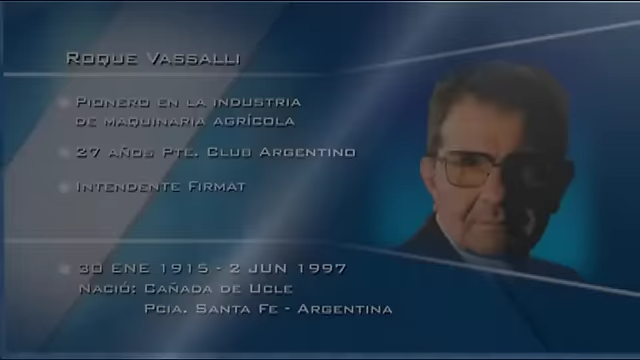 ROQUE VASSALLI
PIONERO EN LA INDUSTRIA
DE MAQUINARIA AGRÍCOLA
27 AÑOS PTE. CLUB ARGENTINO
INTENDENTE FIRMAT
30 ENE 1915 - 2 JUN 1997
NACIÓ: CAÑADA DE UCLE
PCIA. SANTA FE - ARGENTINA